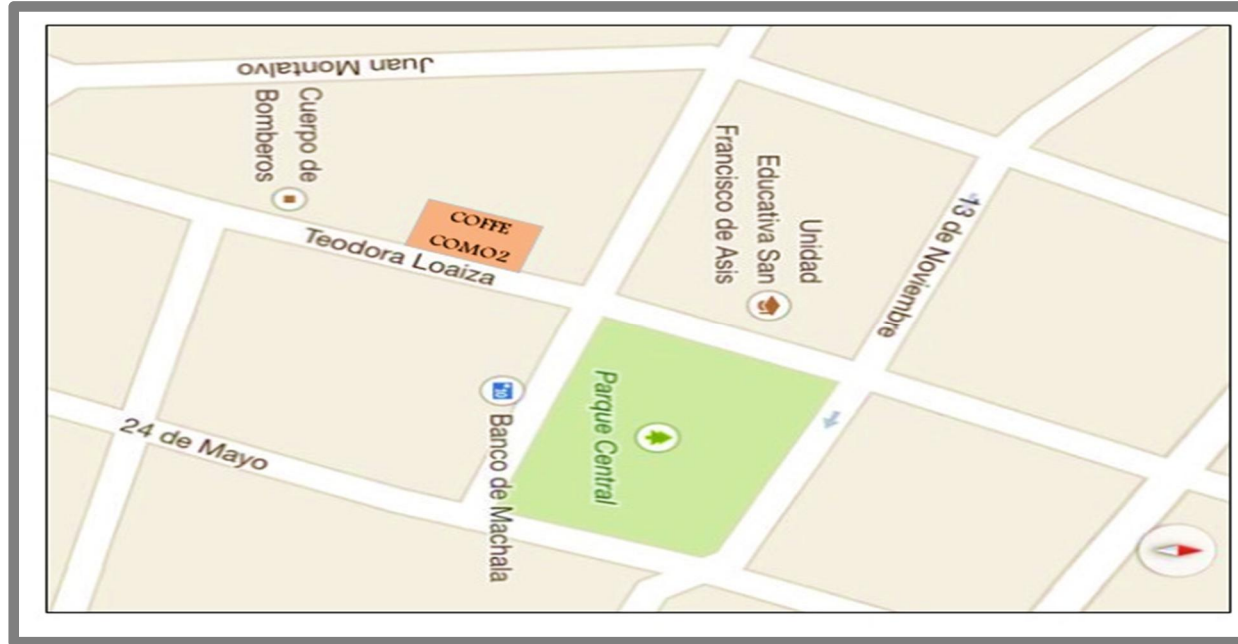 Juan Montalvo
Cuerpo de
Bomberos
COFFE
COMO2
Teodora Loaiza
Unidad
Educativa San
Francisco de Asis
13 de Noviembre
Parque Central
Banco de Machala
24 de Mayo